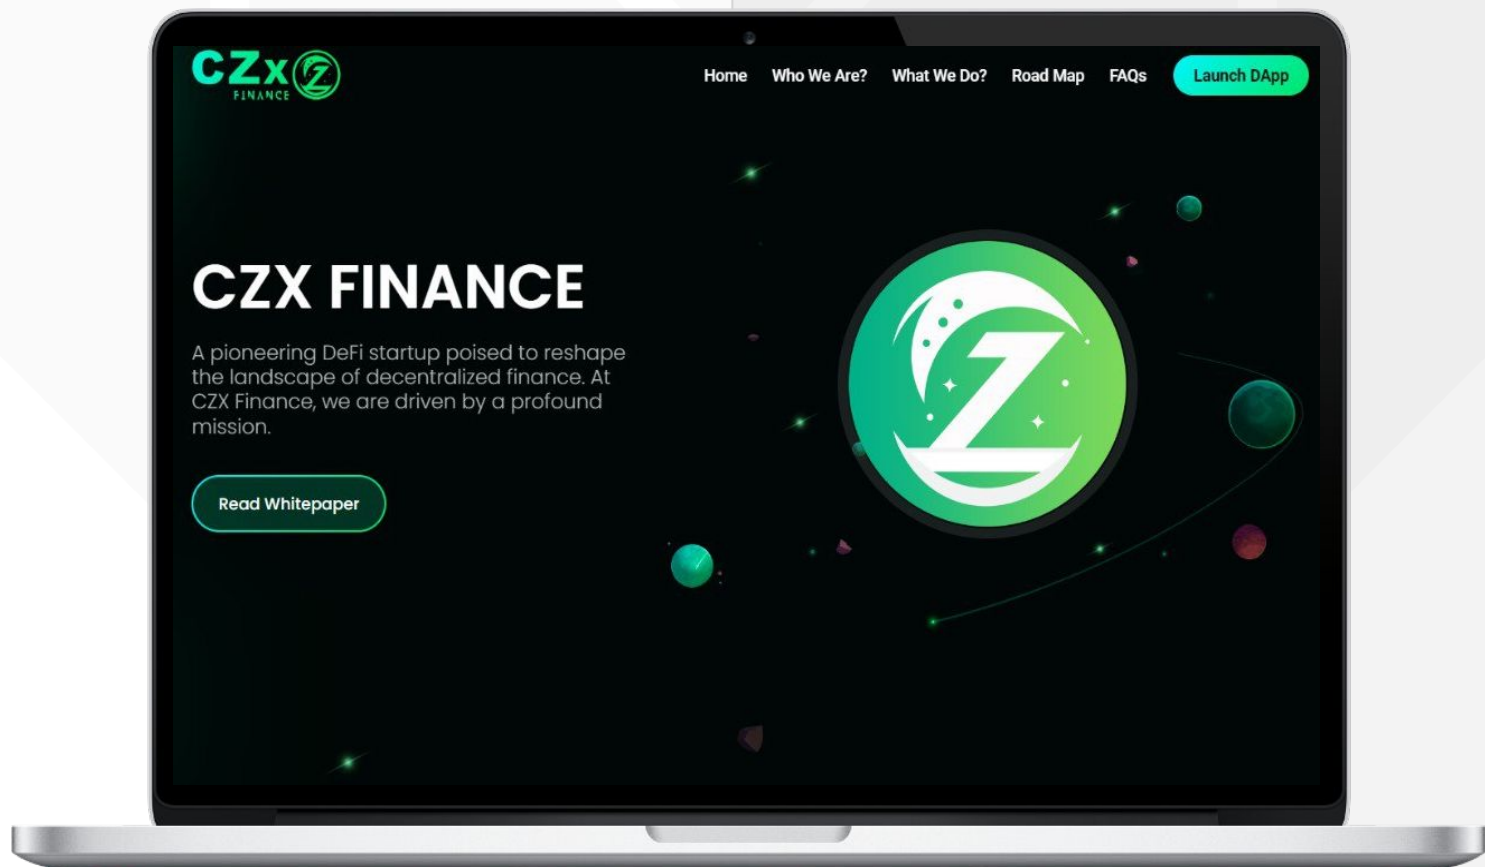 CZx
FINANCE
Home Who We Are? What We Do? Road Map FAQs Launch DApp
CZX FINANCE
A pioneering DeFi startup poised to reshape
the landscape of decentralized finance. At
CZX Finance, we are driven by a profound
mission.
Read Whitepaper
Z